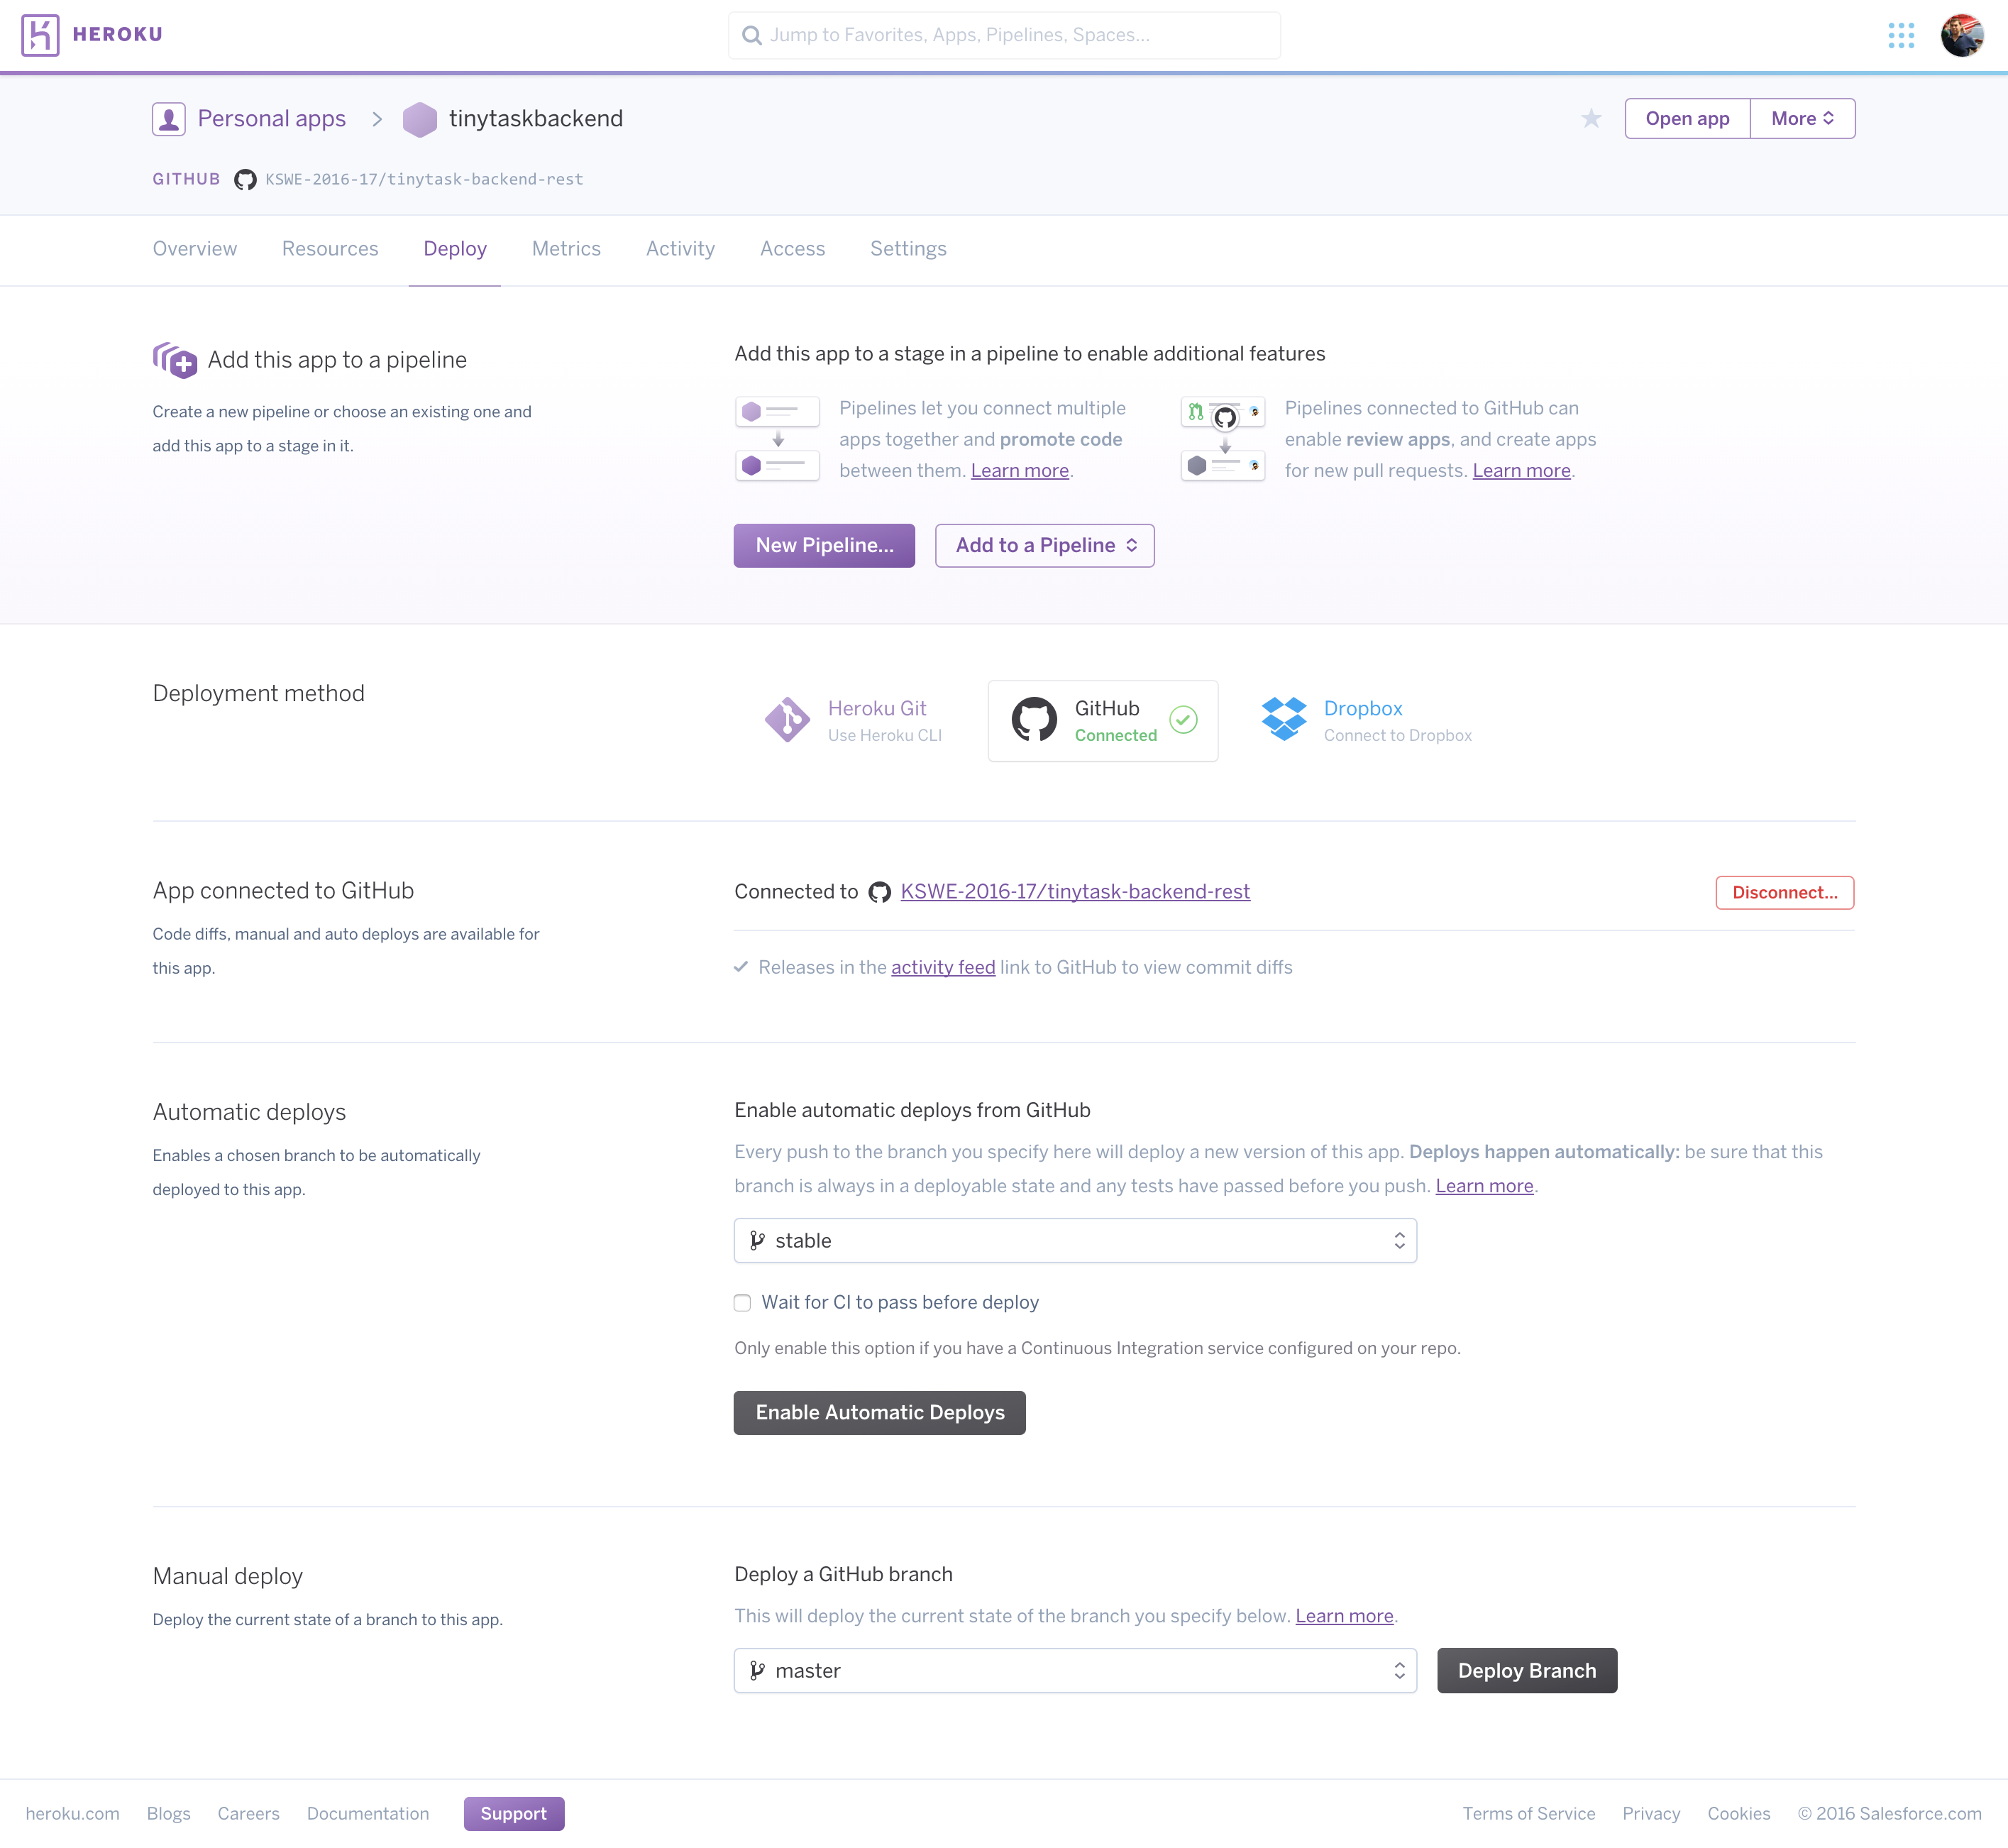 HEROKU
Jump to Favorites, Apps, Pipelines, Spaces...
Personal apps > tinytaskbackend
Open app
More
GITHUB KSWE-2016-17/tinytask-backend-rest
Overview
Resources
Deploy
Metrics
Activity
Access
Settings
Add this app to a pipeline
Create a new pipeline or choose an existing one and
add this app to a stage in it.
Add this app to a stage in a pipeline to enable additional features
Pipelines let you connect multiple
apps together and promote code
between them. Learn more.
Pipelines connected to GitHub can
enable review apps, and create apps
for new pull requests. Learn more.
New Pipeline...
Add to a Pipeline
Deployment method
Heroku Git
Use Heroku CLI
GitHub
Connected
Dropbox
Connect to Dropbox
App connected to GitHub
Code diffs, manual and auto deploys are available for
this app.
Connected to KSWE-2016-17/tinytask-backend-rest
Disconnect...
Releases in the activity feed link to GitHub to view commit diffs
Automatic deploys
Enables a chosen branch to be automatically
deployed to this app.
Enable automatic deploys from GitHub
Every push to the branch you specify here will deploy a new version of this app. Deploys happen automatically: be sure that this
branch is always in a deployable state and any tests have passed before you push. Learn more.
stable
Wait for CI to pass before deploy
Only enable this option if you have a Continuous Integration service configured on your repo.
Enable Automatic Deploys
Manual deploy
Deploy the current state of a branch to this app.
Deploy a GitHub branch
This will deploy the current state of the branch you specify below. Learn more.
master
Deploy Branch
heroku.com
Blogs
Careers
Documentation
Support
Terms of Service
Privacy
Cookies
© 2016 Salesforce.com